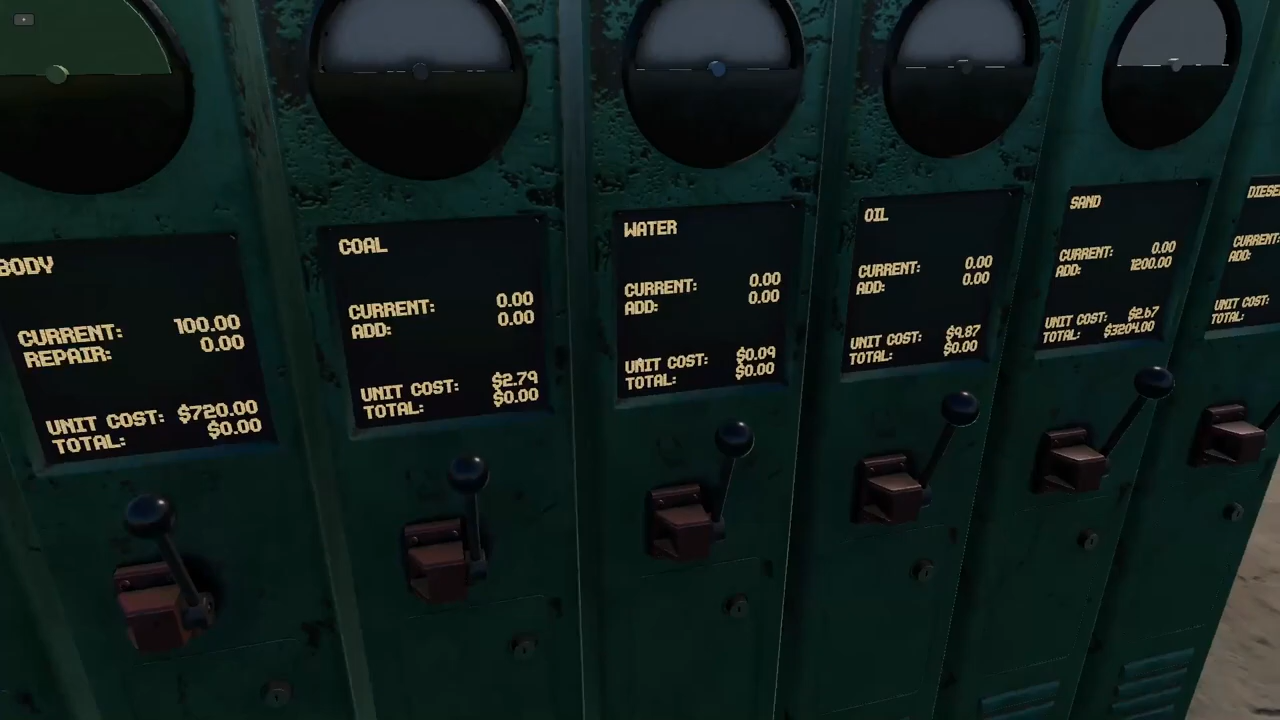 BODY
CURRENT: 100.00
REPAIR: 0.00
UNIT COST: $720.00
TOTAL: $0.00
COAL
CURRENT: 0.00
ADD: 0.00
UNIT COST: $2.79
TOTAL: $0.00
WATER
CURRENT: 0.00
ADD: 0.00
UNIT COST: $0.09
TOTAL: $0.00
OIL
CURRENT: 0.00
ADD: 0.00
UNIT COST: $9.87
TOTAL: $0.00
SAND
CURRENT: 0.00
ADD: 1200.00
UNIT COST: $2.67
TOTAL: $3204.00
DIESE
CURRENT:
ADD:
UNIT COST:
TOTAL: